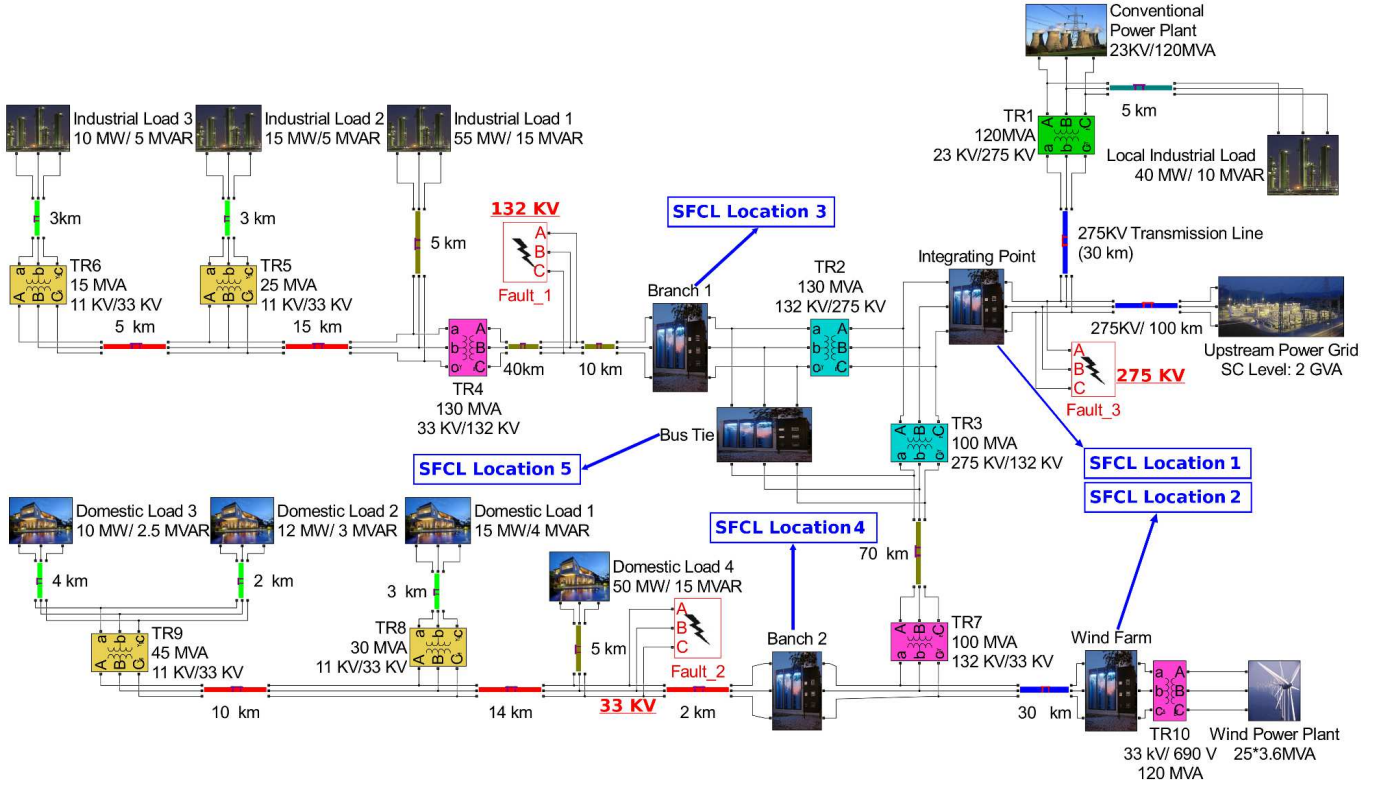 Conventional
Power Plant
23KV/120MVA
5 km
TR1
120MVA
23 KV/275 KV
A B C
a b c
Local Industrial Load
40 MW/ 10 MVAR
Industrial Load 3
10 MW/ 5 MVAR
Industrial Load 2
15 MW/5 MVAR
Industrial Load 1
55 MW/ 15 MVAR
3km
3 km
5 km
132 KV
A
B
C
Fault_1
SFCL Location 3
Branch 1
TR2
130 MVA
132 KV/275 KV
a A
b B
c C
Integrating Point
275KV Transmission Line
(30 km)
275KV/ 100 km
Upstream Power Grid
SC Level: 2 GVA
A
B
C
275 KV
Fault_3
TR6
15 MVA
11 KV/33 KV
a b c
A B C
TR5
25 MVA
11 KV/33 KV
a b c
A B C
5 km
15 km
a A
b B
c C
TR4
130 MVA
33 KV/132 KV
40km
10 km
Bus Tie
SFCL Location 5
TR3
100 MVA
275 KV/132 KV
A B C
a b c
SFCL Location 1
SFCL Location 2
Domestic Load 3
10 MW/ 2.5 MVAR
Domestic Load 2
12 MW/ 3 MVAR
Domestic Load 1
15 MW/4 MVAR
SFCL Location 4
70 km
4 km
2 km
3 km
Domestic Load 4
50 MW/ 15 MVAR
5 km
A
B
C
Fault_2
33 KV
TR9
45 MVA
11 KV/33 KV
a b c
A B C
TR8
30 MVA
11 KV/33 KV
a b c
A B C
Banch 2
TR7
100 MVA
132 KV/33 KV
A B C
a b c
Wind Farm
a A
b B
c C
10 km
14 km
2 km
30 km
TR10
33 kV/ 690 V
120 MVA
Wind Power Plant
25*3.6MVA